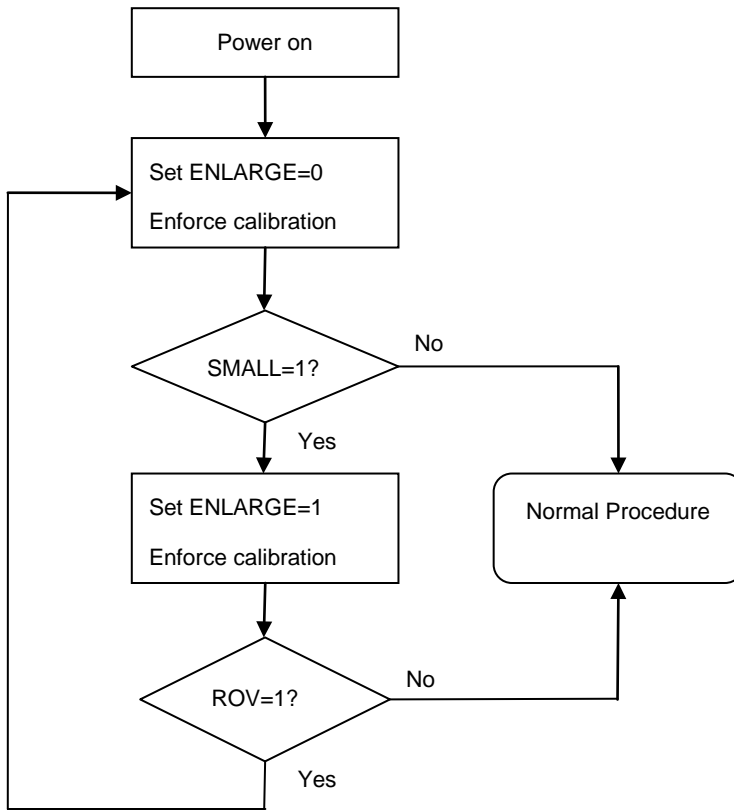 Power on
Set ENLARGE=0
Enforce calibration
SMALL=1?
No
Yes
Set ENLARGE=1
Enforce calibration
Normal Procedure
ROV=1?
No
Yes